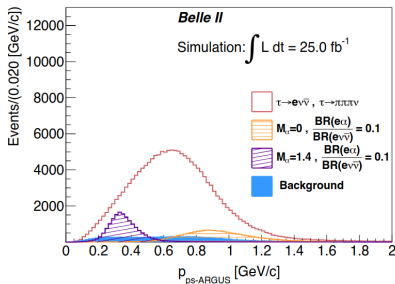 Belle II
Simulation: ∫ L dt = 25.0 fb⁻¹
Events/(0.020 [GeV/c)
12000
10000
8000
6000
4000
2000
τ→eνν̄ , τ→πππν
M_α=0 , BR(eα)/BR(eνν̄) = 0.1
M_α=1.4 , BR(eα)/BR(eνν̄) = 0.1
Background
0 0.2 0.4 0.6 0.8 1 1.2 1.4 1.6 1.8 2
p_ps-ARGUS [GeV/c]